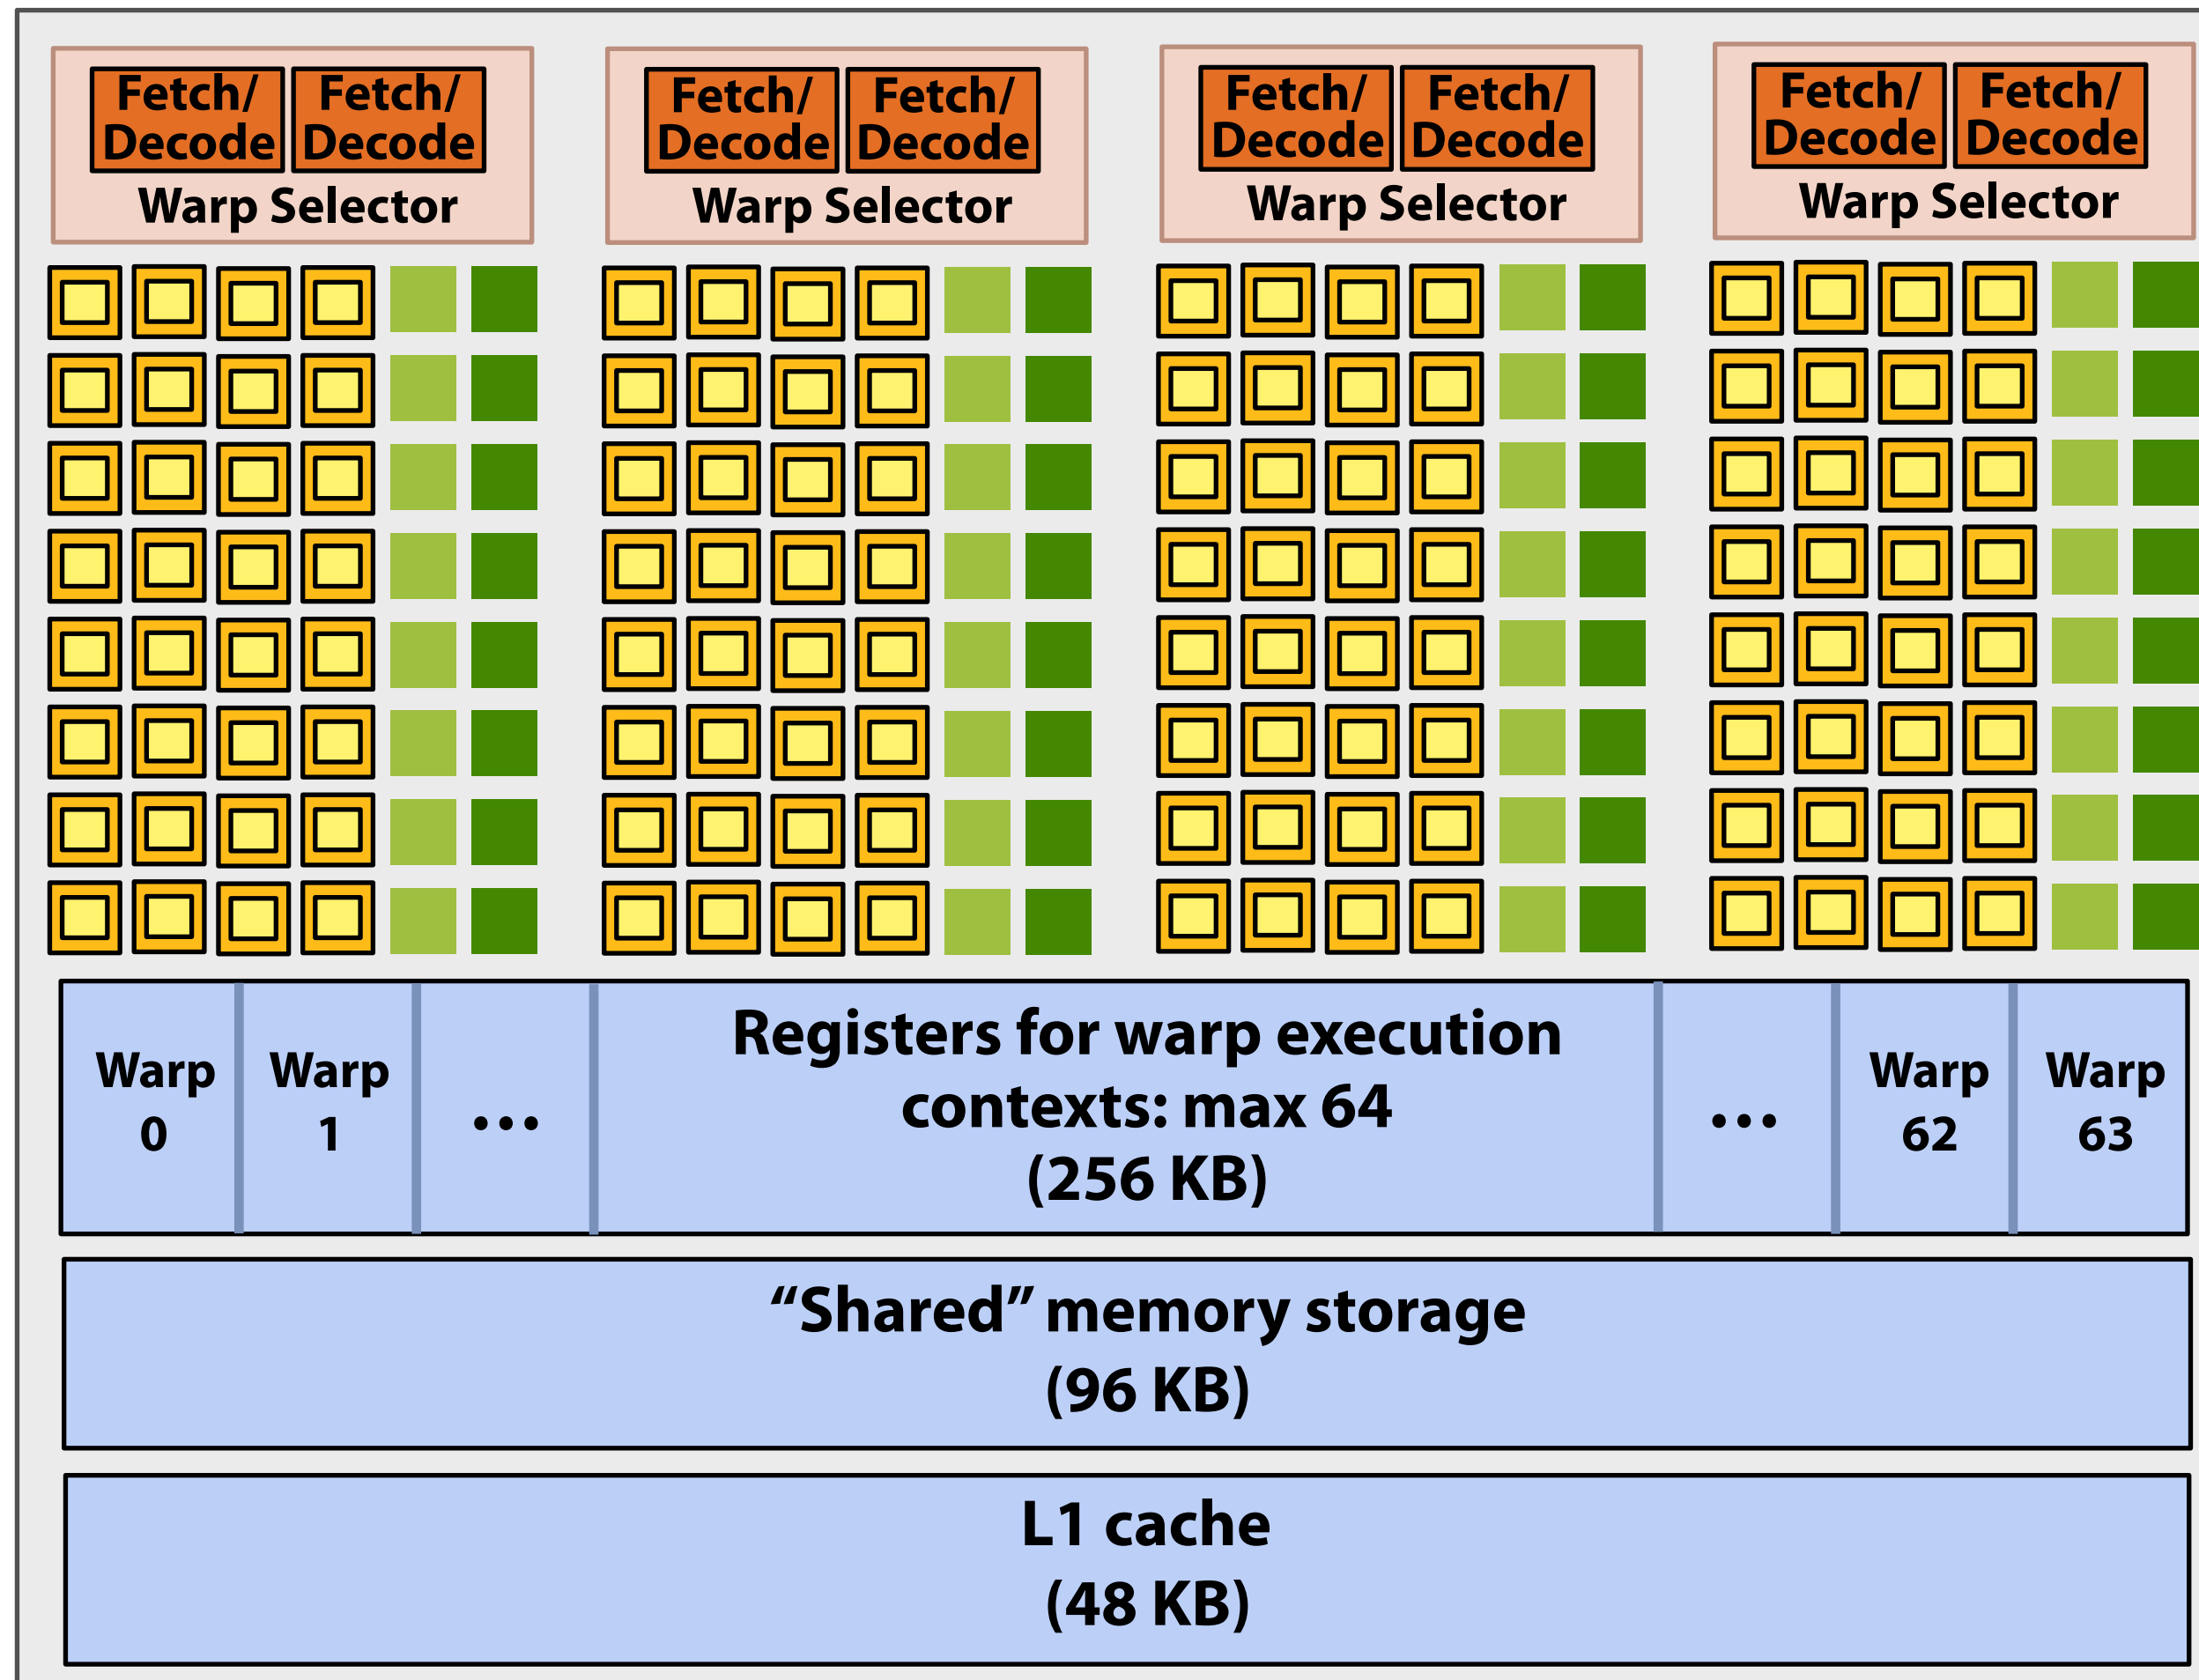 Fetch/ Fetch/ Fetch/ Fetch/ Fetch/ Fetch/ Fetch/ Fetch/
Decode Decode Decode Decode Decode Decode Decode Decode
Warp Selector Warp Selector Warp Selector Warp Selector
Warp
0
Warp
1
...
Registers for warp execution
contexts: max 64
(256 KB)
...
Warp
62
Warp
63
“Shared” memory storage
(96 KB)
L1 cache
(48 KB)